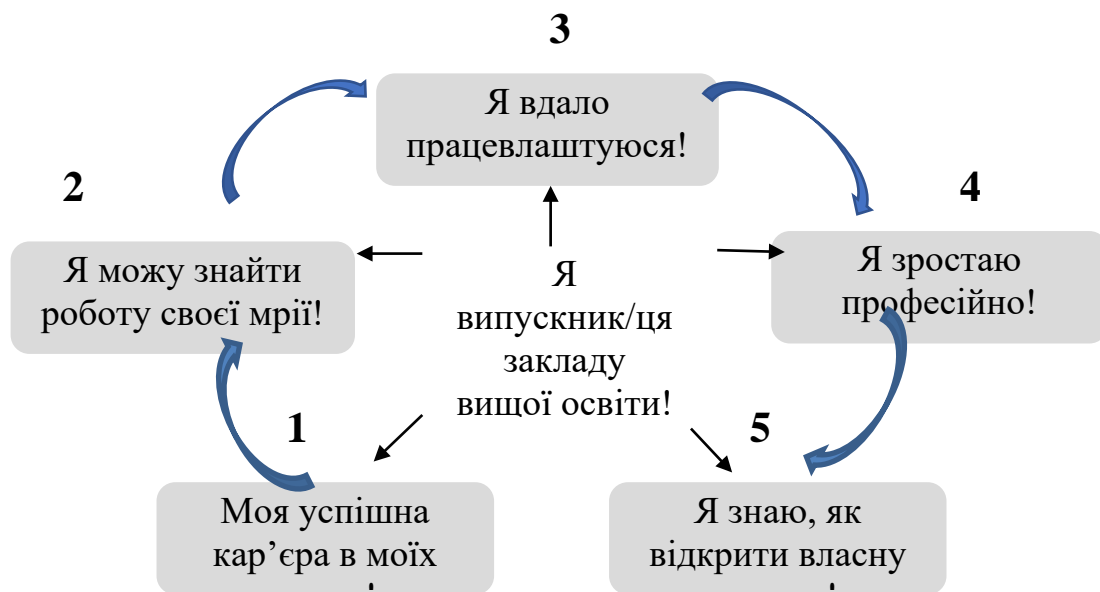 3
Я вдало
працевлаштуюся!
2
4
Я можу знайти
роботу своєї мрії!
Я зростаю
професійно!
Я
випускник/ця
закладу
вищої освіти!
1
5
Моя успішна
кар’єра в моїх
Я знаю, як
відкрити власну